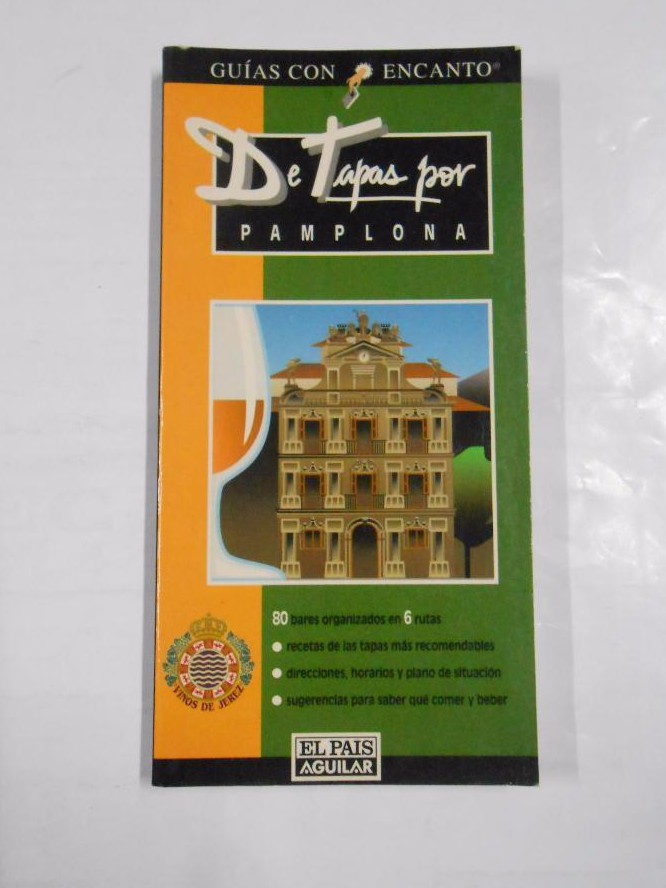 GUÍAS CON ENCANTO®
De Tapas por
PAMPLONA
80 bares organizados en 6 rutas
● recetas de las tapas más recomendables
● direcciones, horarios y plano de situación
● sugerencias para saber qué comer y beber
VINOS DE JEREZ
EL PAIS
AGUILAR